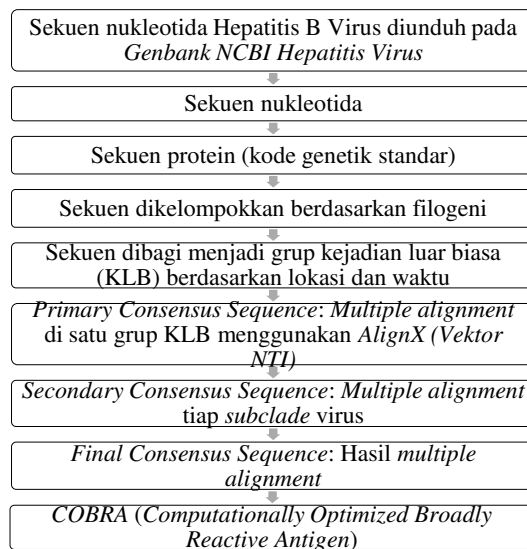 Sekuen nukleotida Hepatitis B Virus diunduh pada
Genbank NCBI Hepatitis Virus
Sekuen nukleotida
Sekuen protein (kode genetik standar)
Sekuen dikelompokkan berdasarkan filogeni
Sekuen dibagi menjadi grup kejadian luar biasa
(KLB) berdasarkan lokasi dan waktu
Primary Consensus Sequence: Multiple alignment
di satu grup KLB menggunakan AlignX (Vektor
NTI)
Secondary Consensus Sequence: Multiple alignment
tiap subclade virus
Final Consensus Sequence: Hasil multiple
alignment
COBRA (Computationally Optimized Broadly
Reactive Antigen)